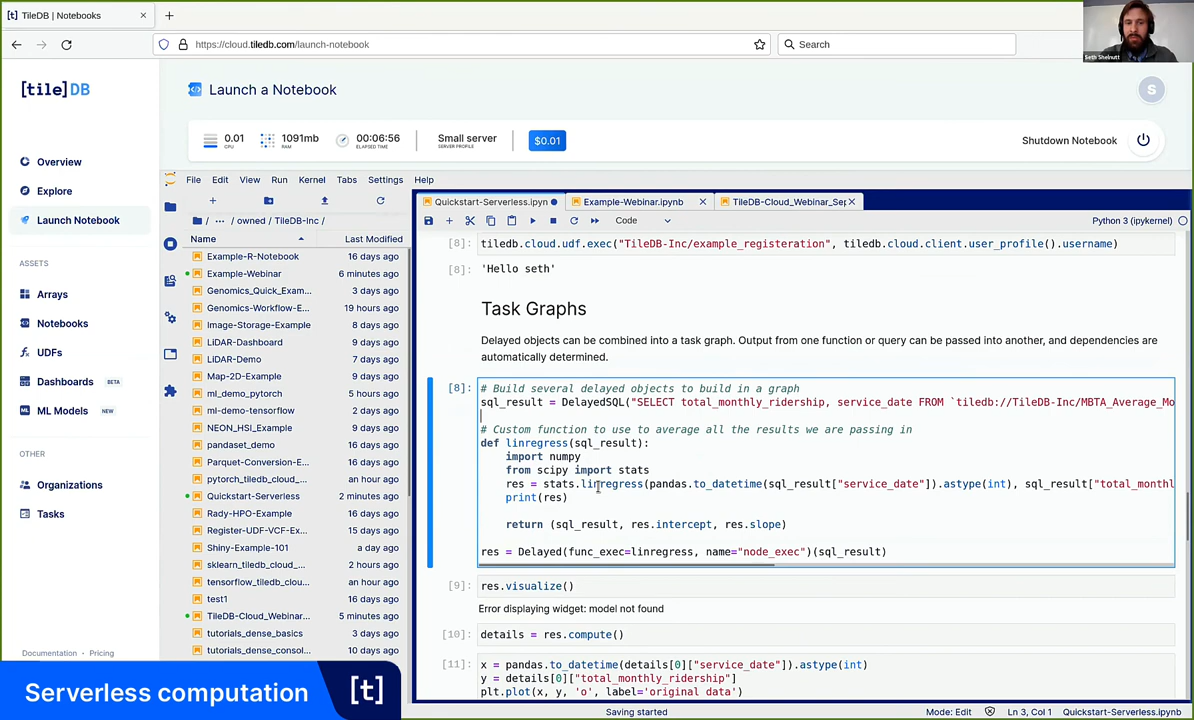 [t] TileDB | Notebooks
https://cloud.tiledb.com/launch-notebook
Search
Seth Shelnutt
[tile]DB
Launch a Notebook
S
0.01
CPU
1091mb
RAM
00:06:56
ELAPSED TIME
Small server
SERVER PROFILE
$0.01
Shutdown Notebook
Overview
Explore
Launch Notebook
ASSETS
Arrays
Notebooks
UDFs
Dashboards BETA
ML Models NEW
OTHER
Organizations
Tasks
Documentation · Pricing
File Edit View Run Kernel Tabs Settings Help
/ ··· / owned / TileDB-Inc /
Name Last Modified
Example-R-Notebook 16 days ago
Example-Webinar 6 minutes ago
Genomics_Quick_Exam... 3 days ago
Genomics-Workflow-E... 19 hours ago
Image-Storage-Example 8 days ago
LiDAR-Dashboard 9 days ago
LiDAR-Demo 7 days ago
Map-2D-Example 9 days ago
ml_demo_pytorch 5 hours ago
ml-demo-tensorflow 2 days ago
NEON_HSI_Example 9 days ago
pandaset_demo 16 days ago
Parquet-Conversion-E... 16 days ago
pytorch_tiledb_cloud_... an hour ago
Quickstart-Serverless 2 minutes ago
Rady-HPO-Example 9 days ago
Register-UDF-VCF-Ex... 16 days ago
Shiny-Example-101 a day ago
sklearn_tiledb_cloud_... 2 hours ago
tensorflow_tiledb_clou... an hour ago
test1 16 days ago
TileDB-Cloud_Webinar... 5 minutes ago
tutorials_dense_basics 3 days ago
tutorials_dense_consol... 10 days ago
Quickstart-Serverless.ipyn
Example-Webinar.ipynb
TileDB-Cloud_Webinar_Sep
Code
Python 3 (ipykernel)
[8]: tiledb.cloud.udf.exec("TileDB-Inc/example_registeration", tiledb.cloud.client.user_profile().username)
[8]: 'Hello seth'
Task Graphs
Delayed objects can be combined into a task graph. Output from one function or query can be passed into another, and dependencies are
automatically determined.
[8]: # Build several delayed objects to build in a graph
sql_result = DelayedSQL("SELECT total_monthly_ridership, service_date FROM `tiledb://TileDB-Inc/MBTA_Average_Mo
# Custom function to use to average all the results we are passing in
def linregress(sql_result):
import numpy
from scipy import stats
res = stats.linregress(pandas.to_datetime(sql_result["service_date"]).astype(int), sql_result["total_monthl
print(res)
return (sql_result, res.intercept, res.slope)
res = Delayed(func_exec=linregress, name="node_exec")(sql_result)
[9]: res.visualize()
Error displaying widget: model not found
[10]: details = res.compute()
[11]: x = pandas.to_datetime(details[0]["service_date"]).astype(int)
y = details[0]["total_monthly_ridership"]
plt.plot(x, y, 'o', label='original data')
Saving started
Mode: Edit
Ln 3, Col 1
Quickstart-Serverless.ipynb
Serverless computation
[t]